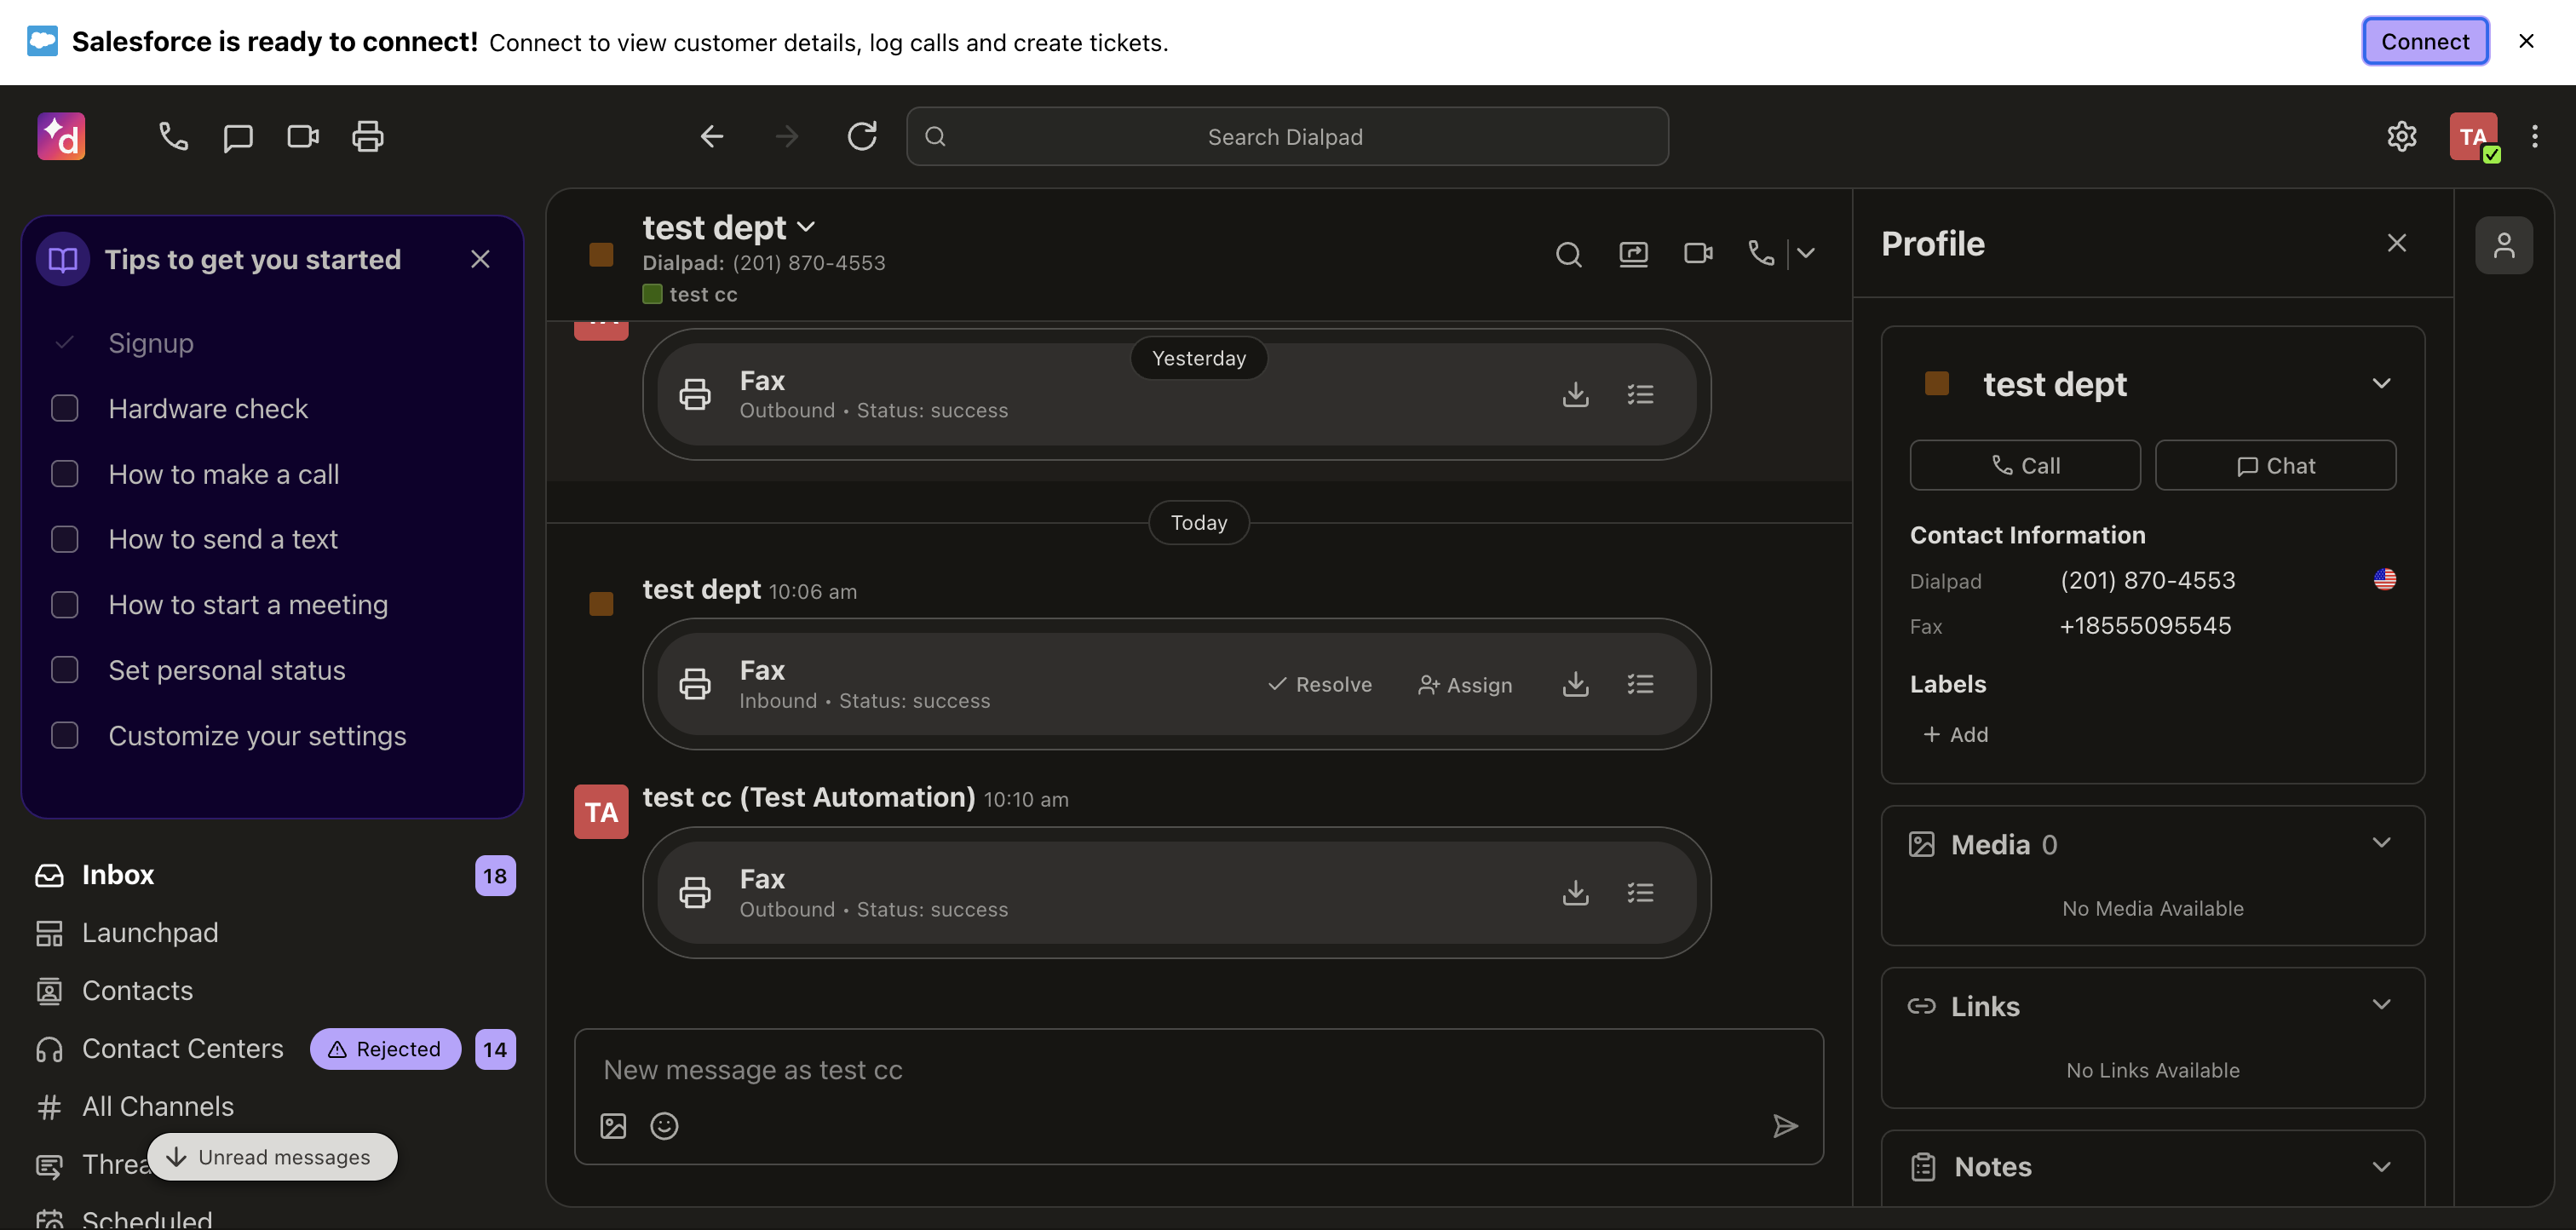 Salesforce is ready to connect! Connect to view customer details, log calls and create tickets.
Connect
d
Search Dialpad
TA
Tips to get you started
Signup
Hardware check
How to make a call
How to send a text
How to start a meeting
Set personal status
Customize your settings
Inbox 18
Launchpad
Contacts
Contact Centers Rejected 14
All Channels
Threa
Unread messages
Scheduled
test dept
Dialpad: (201) 870-4553
test cc
Yesterday
Fax
Outbound • Status: success
Today
test dept 10:06 am
Fax
Inbound • Status: success
Resolve Assign
TA
test cc (Test Automation) 10:10 am
Fax
Outbound • Status: success
New message as test cc
Profile
test dept
Call Chat
Contact Information
Dialpad (201) 870-4553
Fax +18555095545
Labels
+ Add
Media 0
No Media Available
Links
No Links Available
Notes